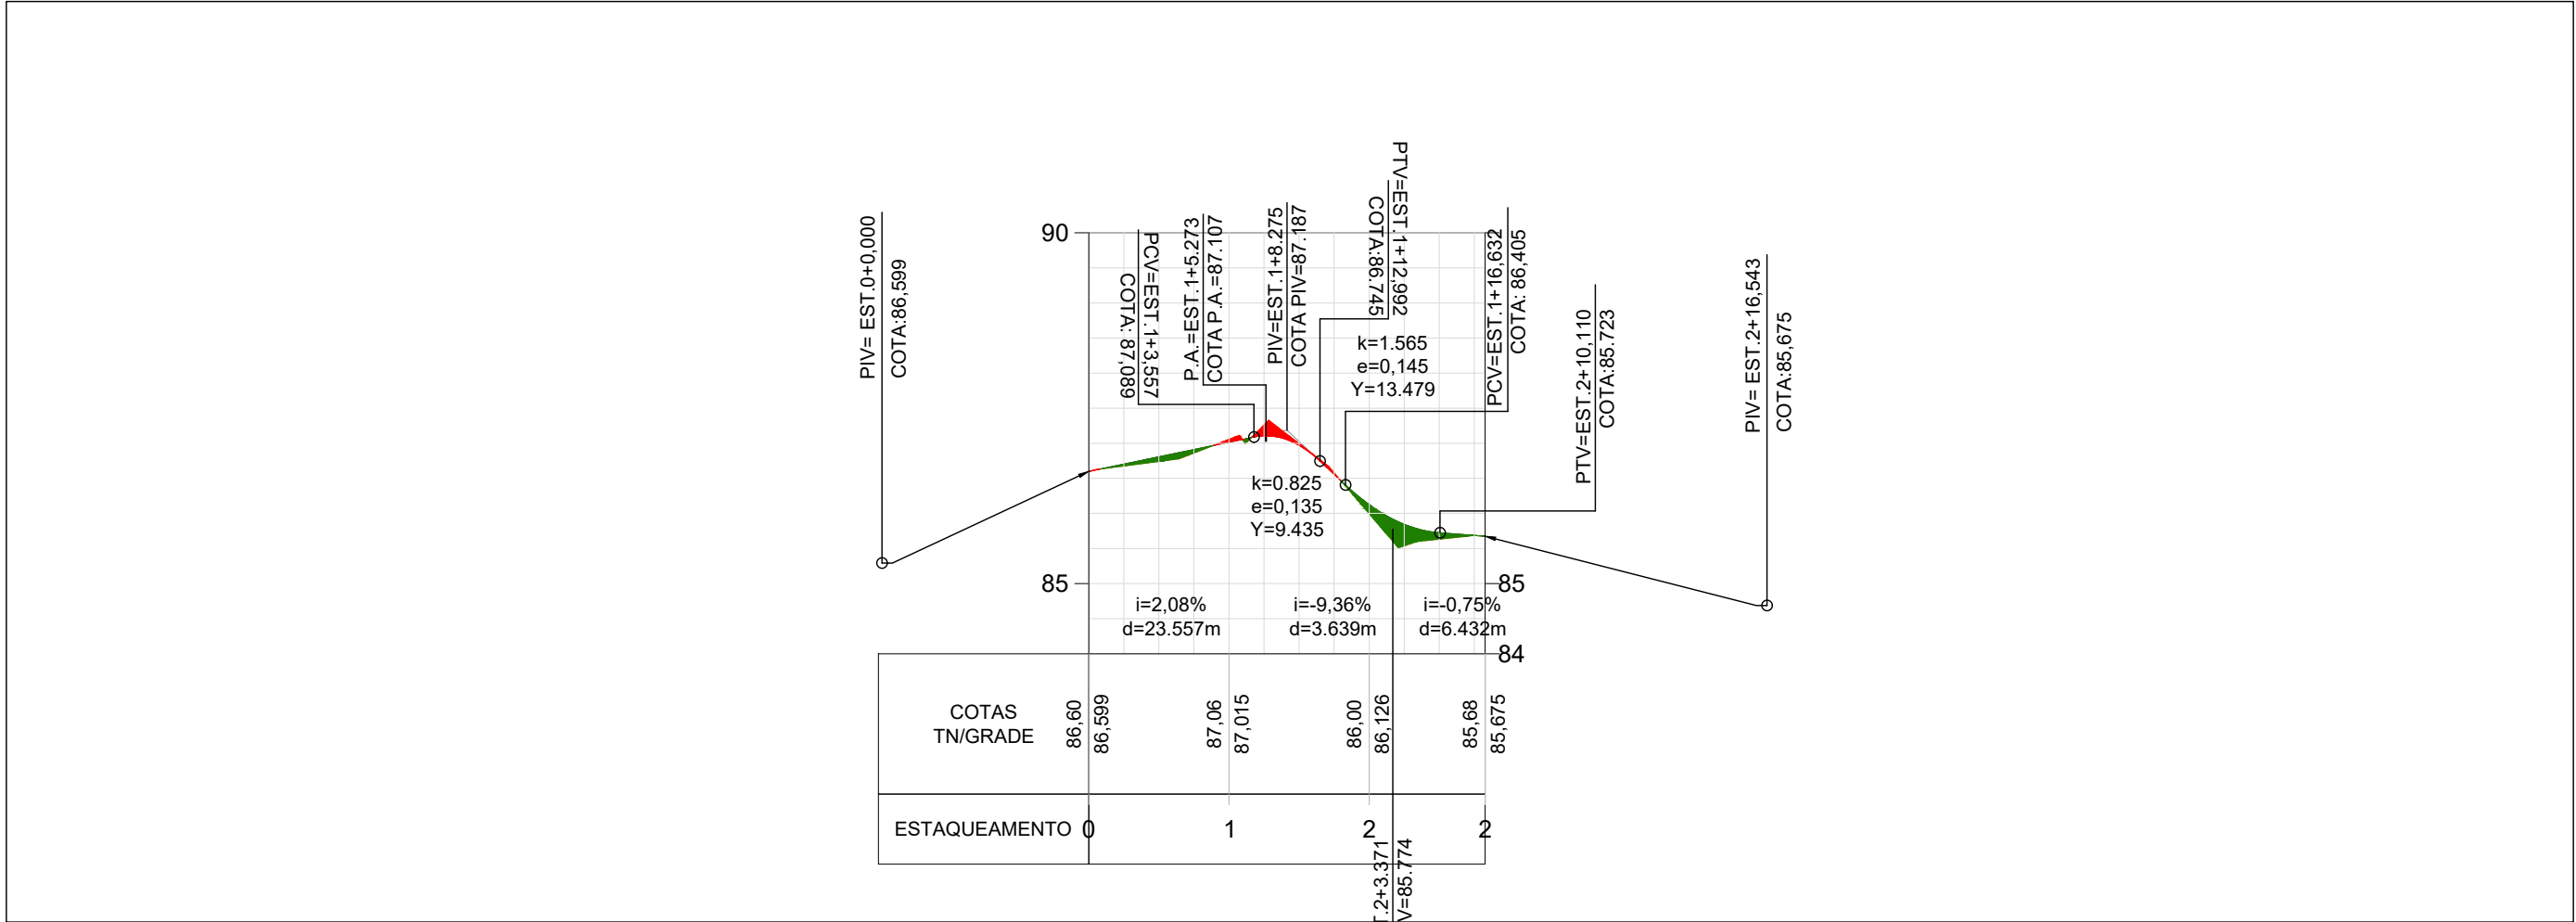 PIV= EST.0+0,000
COTA:86,599
90
PCV=EST.1+3,557
COTA: 87,089
P.A.=EST.1+5.273
COTA P.A.=87.107
PIV=EST.1+8.275
COTA PIV=87.187
PTV=EST.1+12,992
COTA:86.745
k=1.565
e=0,145
Y=13.479
PCV=EST.1+16,632
COTA: 86,405
PTV=EST.2+10,110
COTA:85.723
PIV= EST.2+16,543
COTA:85,675
k=0.825
e=0,135
Y=9.435
85
85
i=2,08%
d=23.557m
i=-9,36%
d=3.639m
i=-0,75%
d=6.432m
84
COTAS
TN/GRADE
86,60
86,599
87,06
87,015
86,00
86,126
85,68
85,675
ESTAQUEAMENTO
0
1
2
2
.2+3.371
V=85.774